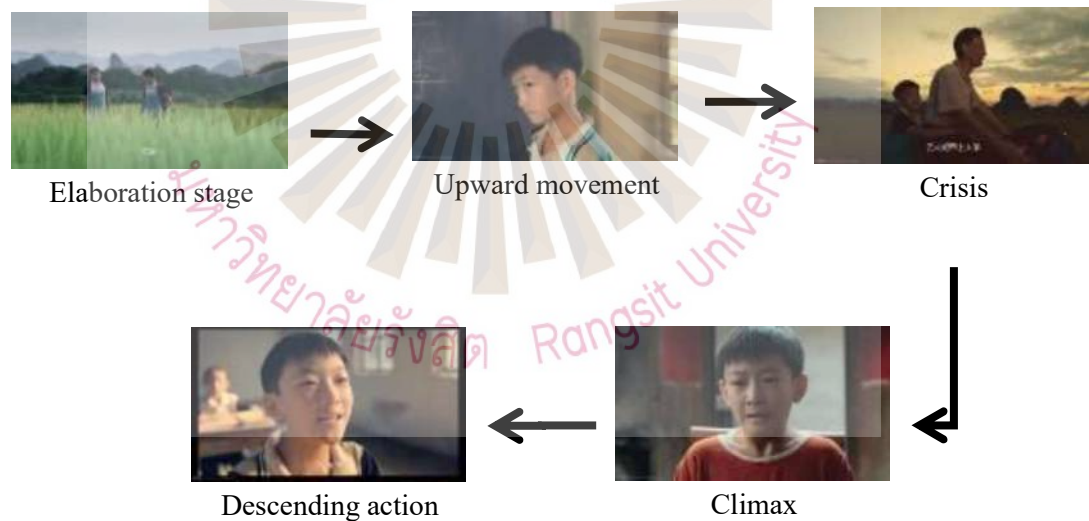 Elaboration stage
Upward movement
Crisis
มหาวิทยาลัยรังสิต Rangsit University
Descending action
Climax